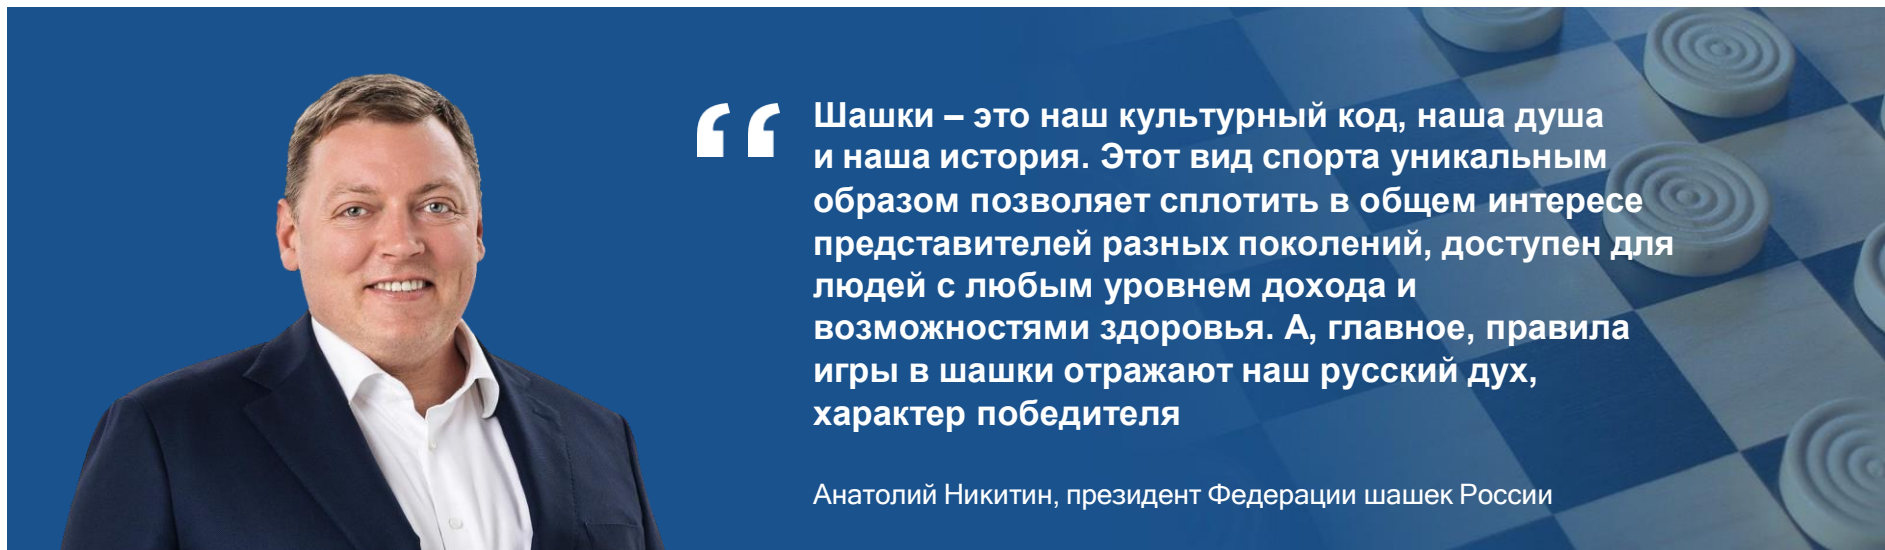 “
Шашки – это наш культурный код, наша душа
и наша история. Этот вид спорта уникальным
образом позволяет сплотить в общем интересе
представителей разных поколений, доступен для
людей с любым уровнем дохода и
возможностями здоровья. А, главное, правила
игры в шашки отражают наш русский дух,
характер победителя
Анатолий Никитин, президент Федерации шашек России